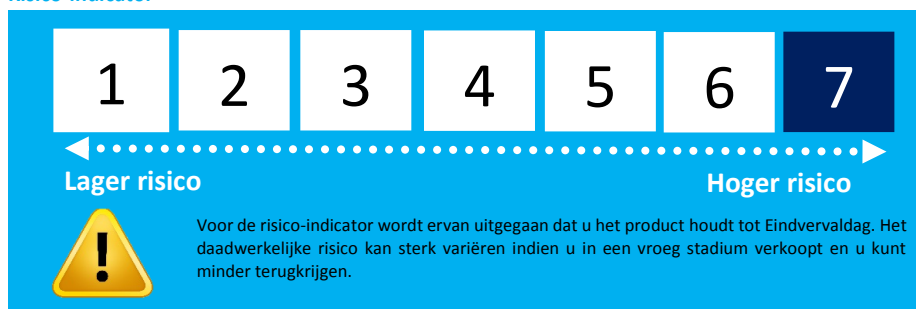 Risico-indicator
1 2 3 4 5 6 7
Lager risico Hoger risico
Voor de risico-indicator wordt ervan uitgegaan dat u het product houdt tot Eindvervaldag. Het
daadwerkelijke risico kan sterk variëren indien u in een vroeg stadium verkoopt en u kunt
minder terugkrijgen.